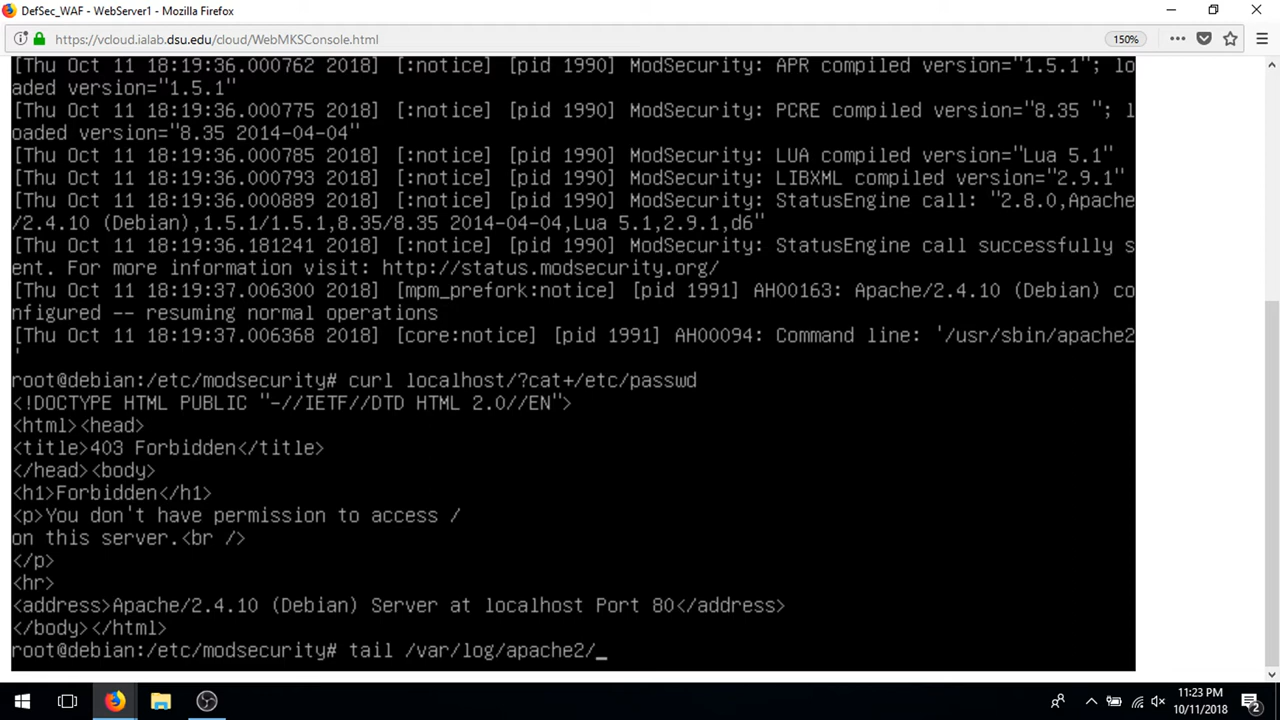 DefSec_WAF - WebServer1 - Mozilla Firefox
https://vcloud.ialab.dsu.edu/cloud/WebMKSConsole.html
150%
[Thu Oct 11 18:19:36.000762 2018] [:notice] [pid 1990] ModSecurity: APR compiled version="1.5.1"; lo
aded version="1.5.1"
[Thu Oct 11 18:19:36.000775 2018] [:notice] [pid 1990] ModSecurity: PCRE compiled version="8.35 "; l
oaded version="8.35 2014-04-04"
[Thu Oct 11 18:19:36.000785 2018] [:notice] [pid 1990] ModSecurity: LUA compiled version="Lua 5.1"
[Thu Oct 11 18:19:36.000793 2018] [:notice] [pid 1990] ModSecurity: LIBXML compiled version="2.9.1"
[Thu Oct 11 18:19:36.000889 2018] [:notice] [pid 1990] ModSecurity: StatusEngine call: "2.8.0,Apache
/2.4.10 (Debian),1.5.1/1.5.1,8.35/8.35 2014-04-04,Lua 5.1,2.9.1,d6"
[Thu Oct 11 18:19:36.181241 2018] [:notice] [pid 1990] ModSecurity: StatusEngine call successfully s
ent. For more information visit: http://status.modsecurity.org/
[Thu Oct 11 18:19:37.006300 2018] [mpm_prefork:notice] [pid 1991] AH00163: Apache/2.4.10 (Debian) co
nfigured -- resuming normal operations
[Thu Oct 11 18:19:37.006368 2018] [core:notice] [pid 1991] AH00094: Command line: '/usr/sbin/apache2
'
root@debian:/etc/modsecurity# curl localhost/?cat+/etc/passwd
<!DOCTYPE HTML PUBLIC "-//IETF//DTD HTML 2.0//EN">
<html><head>
<title>403 Forbidden</title>
</head><body>
<h1>Forbidden</h1>
<p>You don't have permission to access /
on this server.<br />
</p>
<hr>
<address>Apache/2.4.10 (Debian) Server at localhost Port 80</address>
</body></html>
root@debian:/etc/modsecurity# tail /var/log/apache2/_
11:23 PM
10/11/2018
2